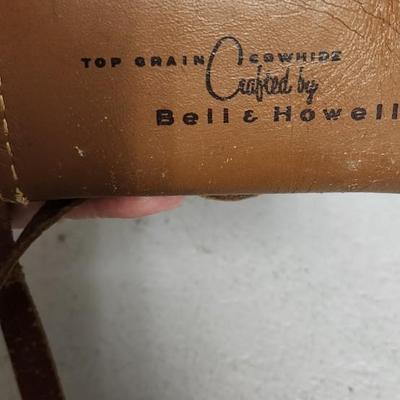 TOP GRAIN COWHIDE
Crafted by
Bell & Howell